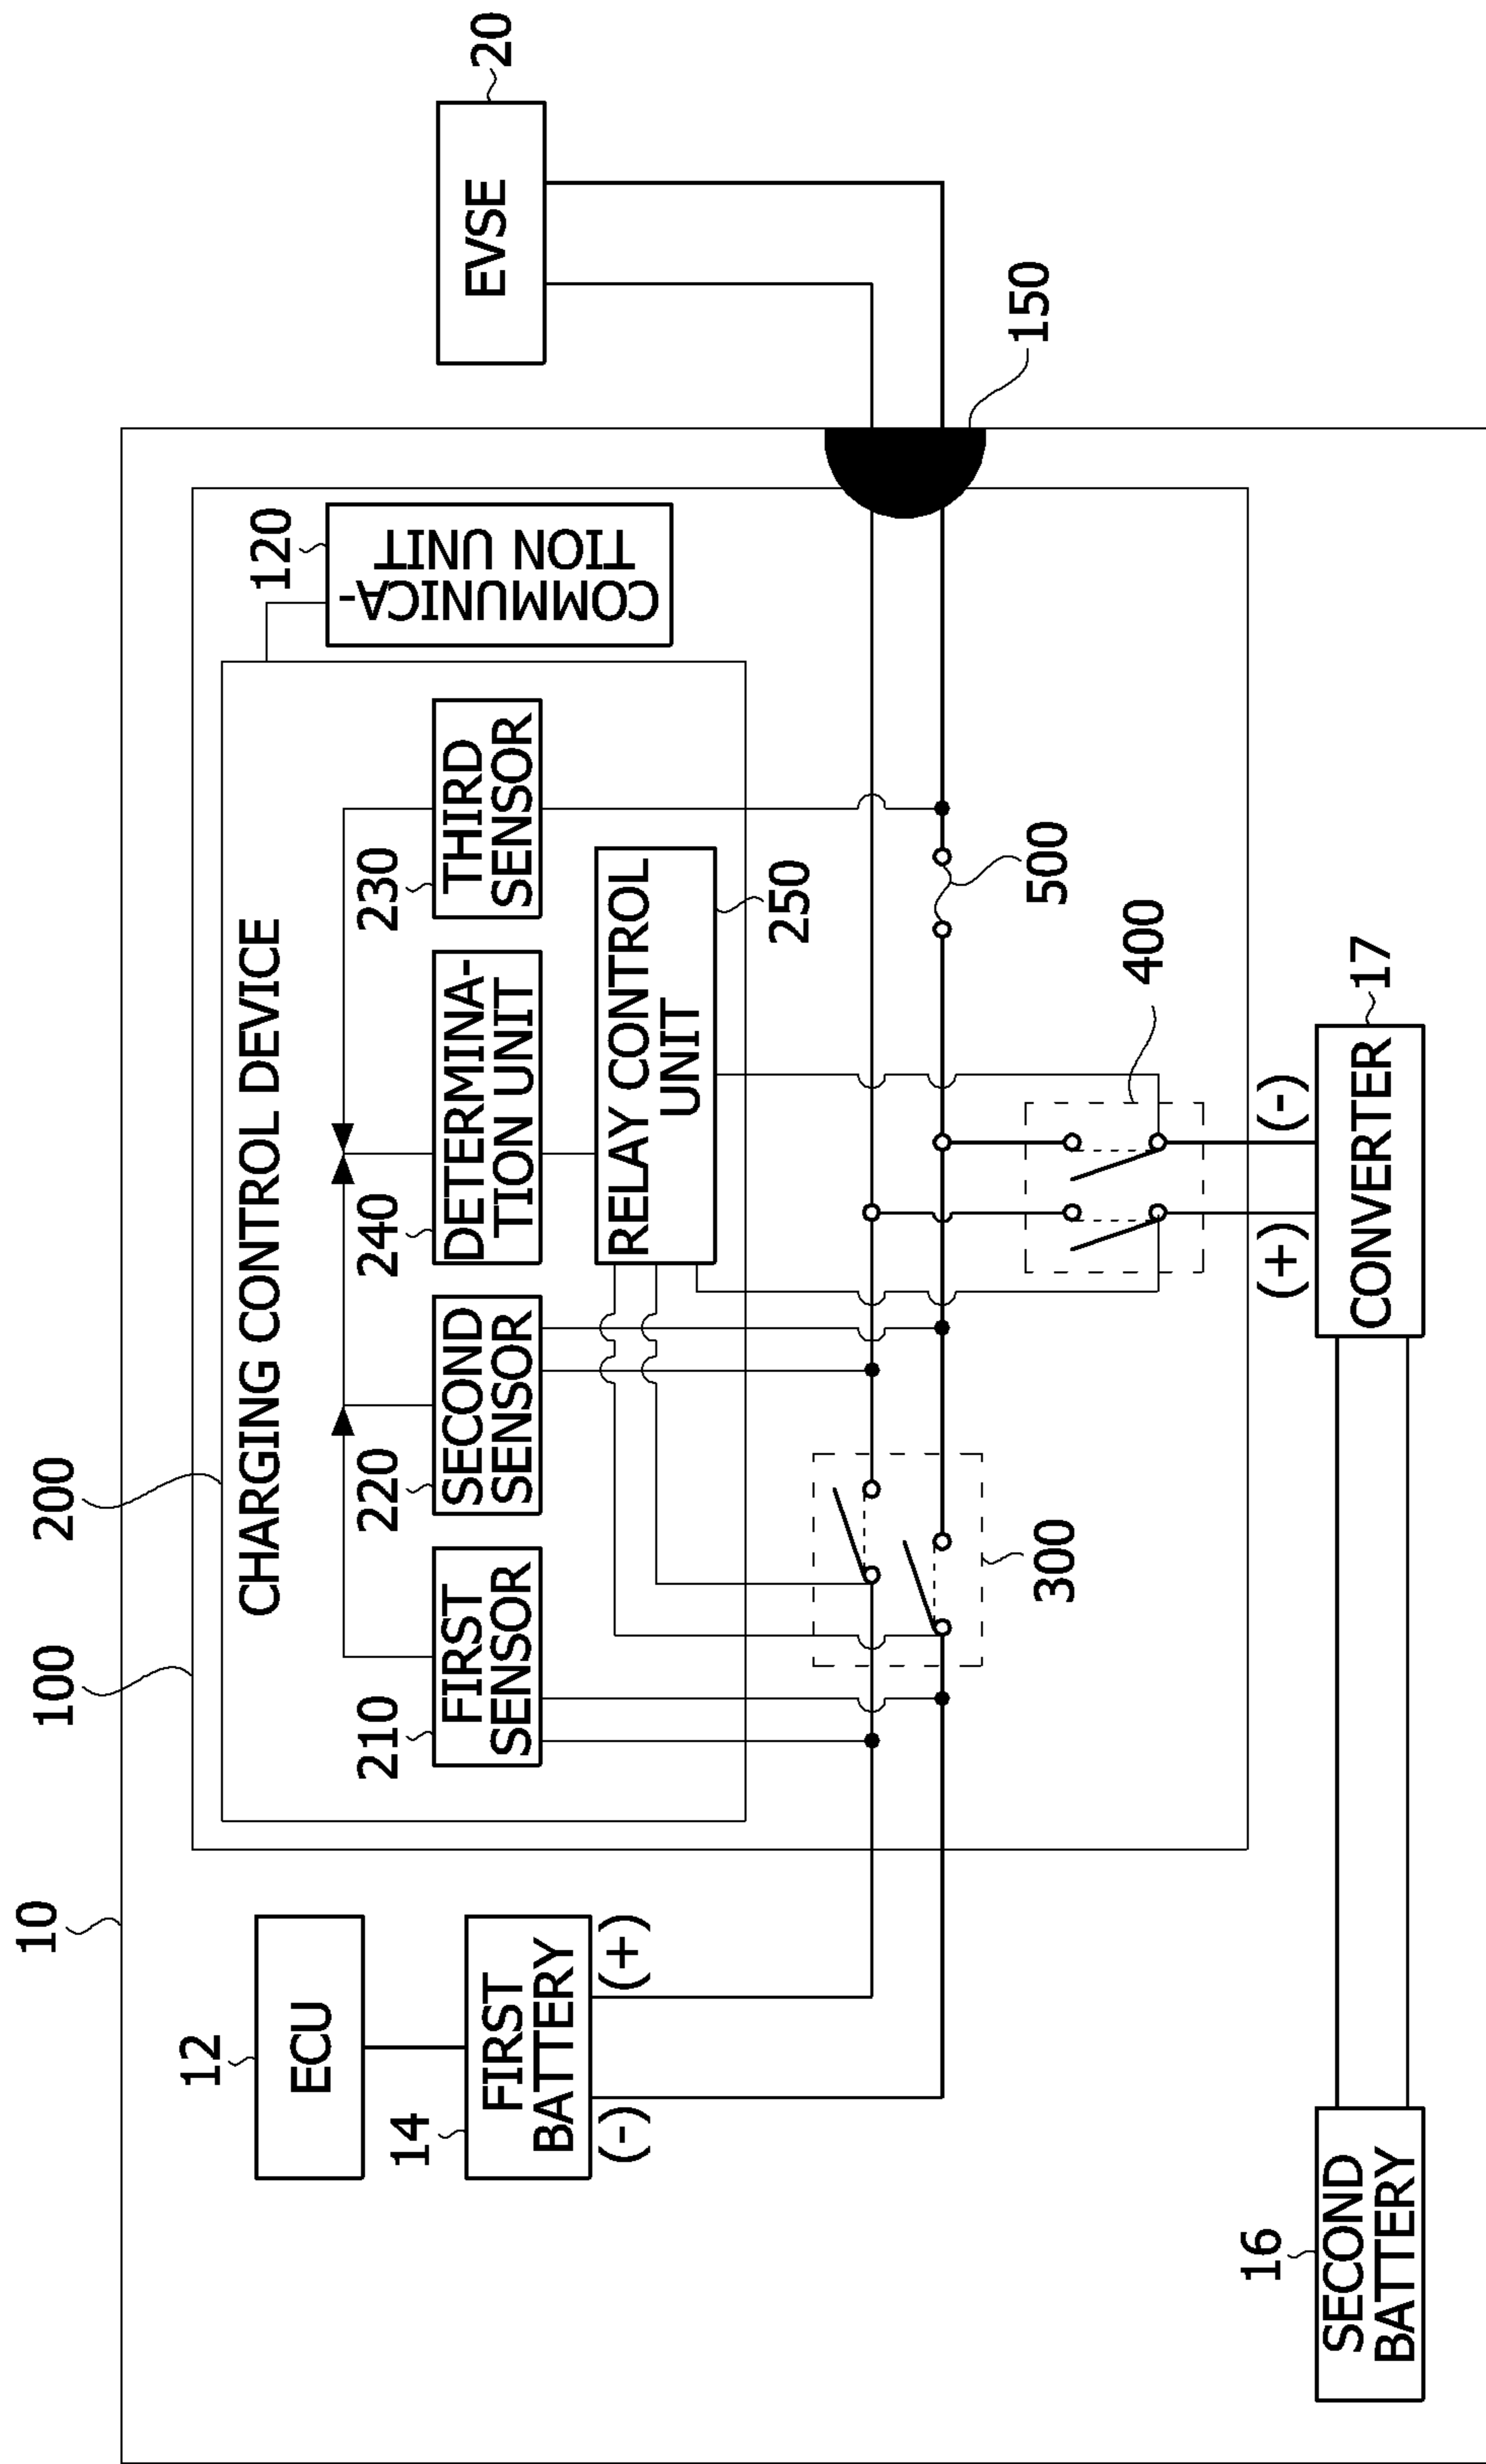 10
100
200
12
ECU
14
FIRST
BATTERY
(-)
(+)
CHARGING CONTROL DEVICE
210
FIRST
SENSOR
220
SECOND
SENSOR
240
DETERMINA-
TION UNIT
230
THIRD
SENSOR
RELAY CONTROL
UNIT
250
120
COMMUNICA-
TION UNIT
20
EVSE
150
300
500
400
(+)
(-)
17
CONVERTER
16
SECOND
BATTERY